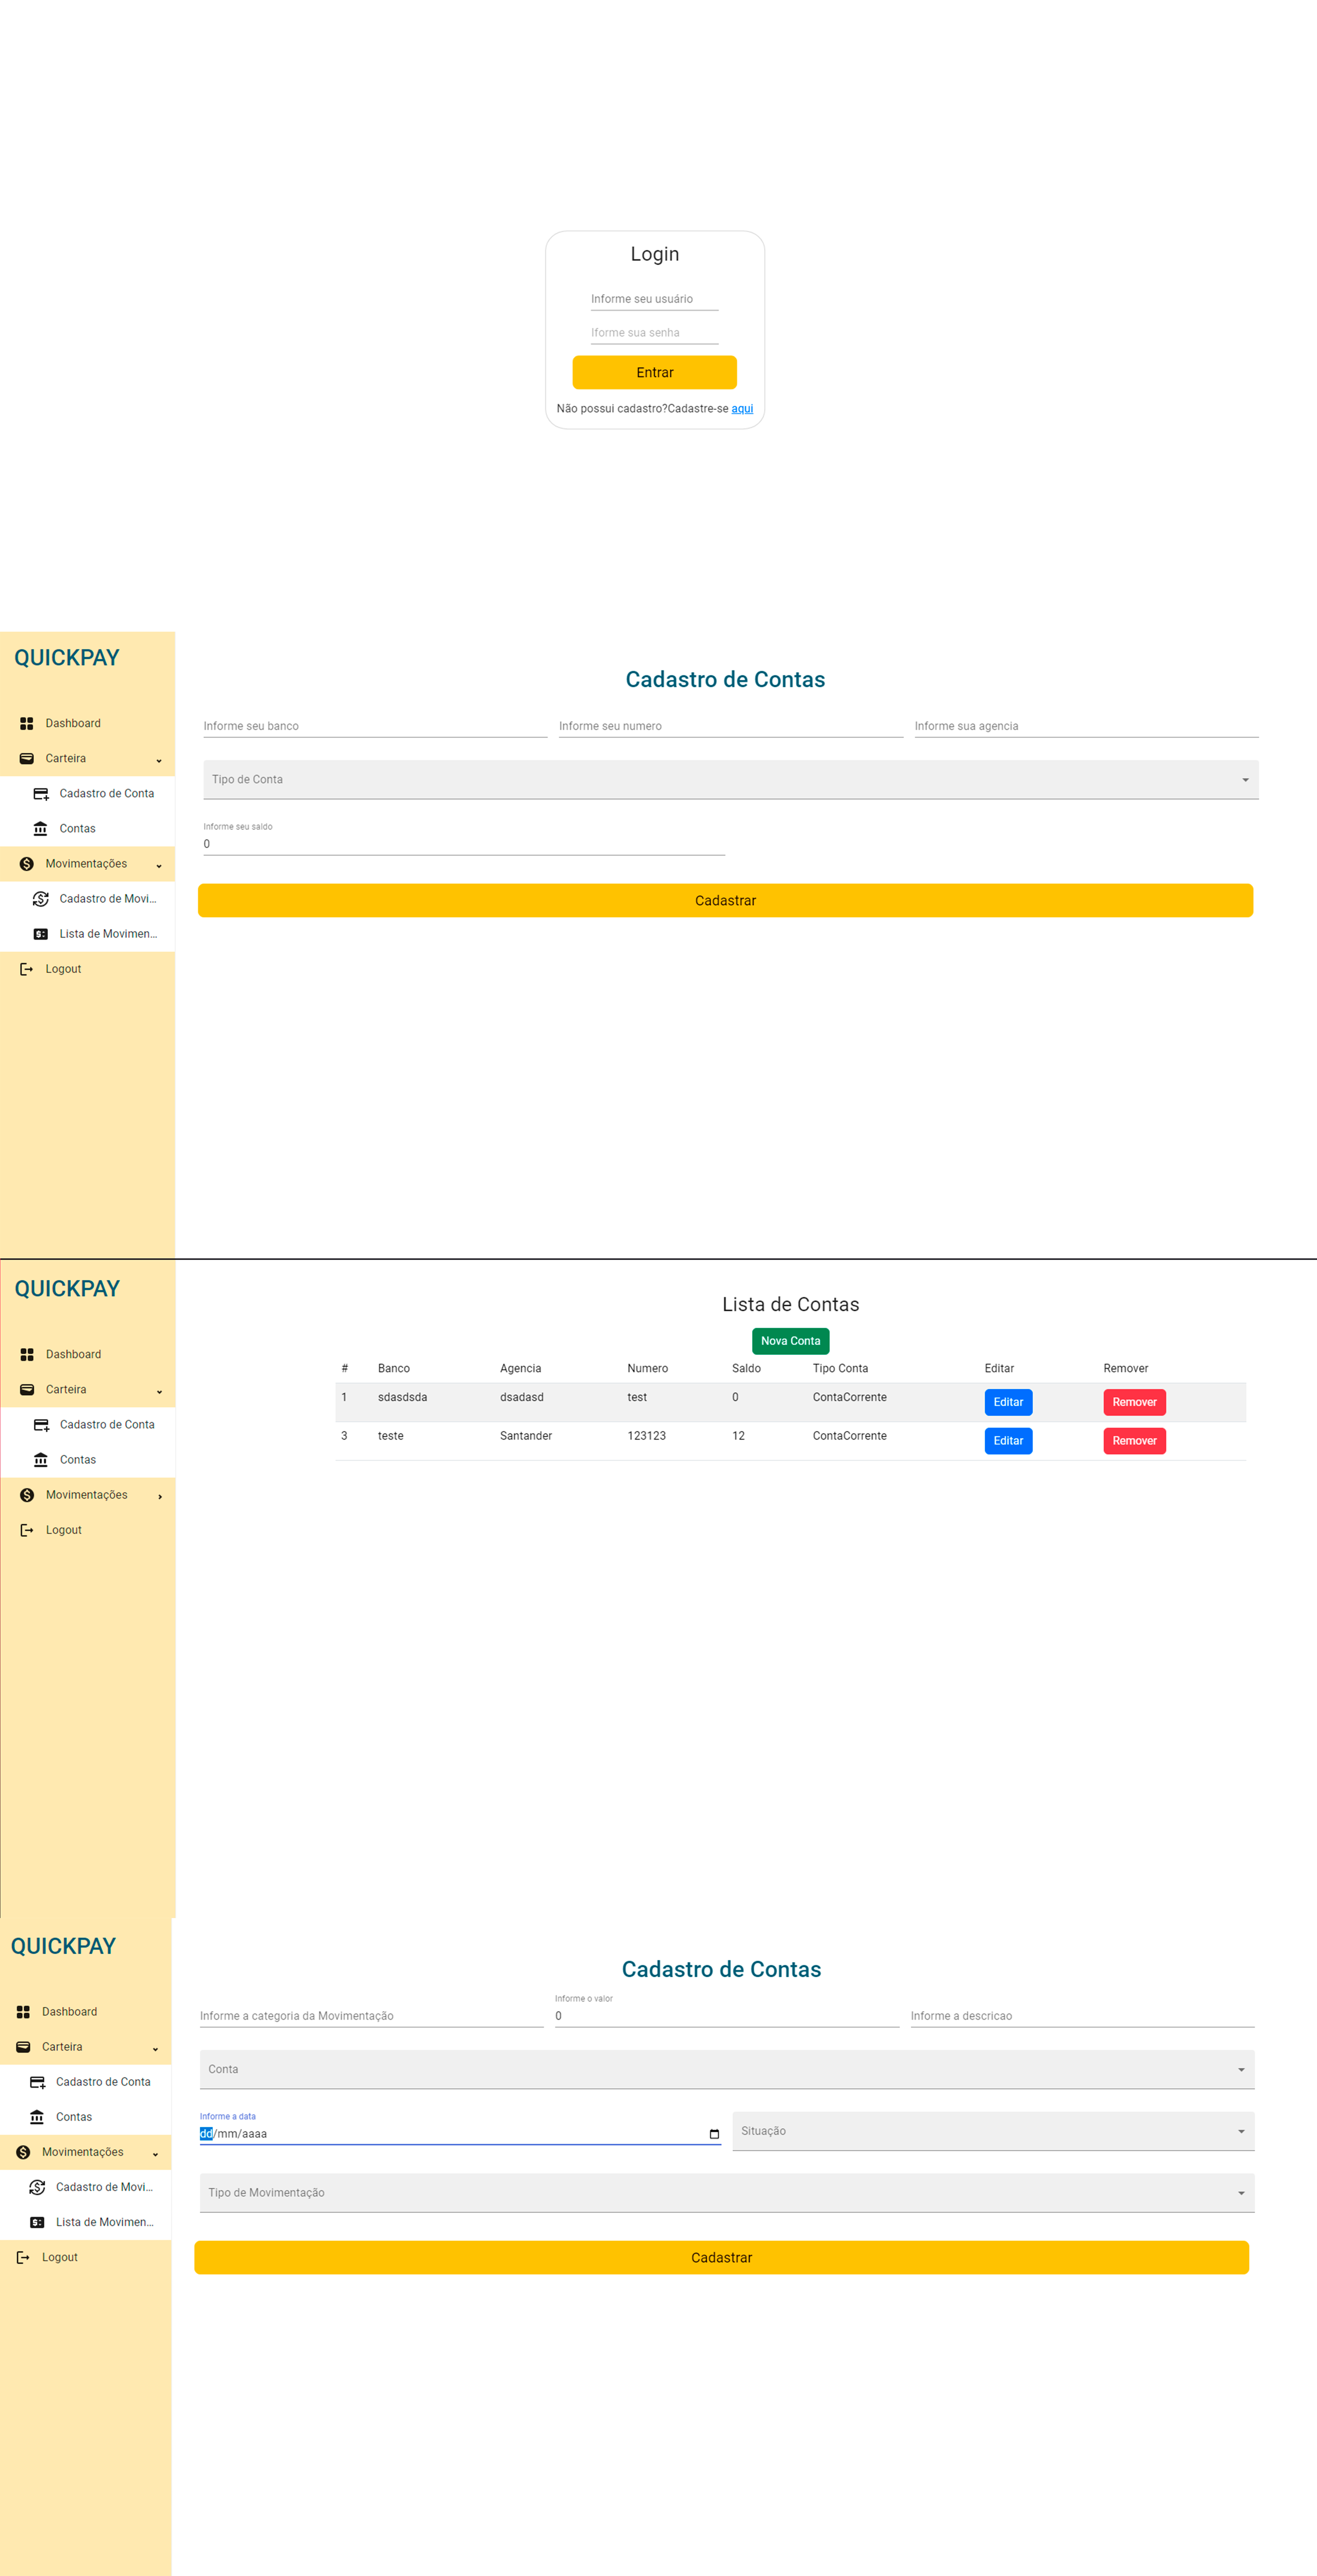 Login
Informe seu usuário
Iforme sua senha
Entrar
Não possui cadastro?Cadastre-se aqui
QUICKPAY
Dashboard
Carteira
Cadastro de Conta
Contas
Movimentações
Cadastro de Movi...
Lista de Movimen...
Logout
Cadastro de Contas
Informe seu banco Informe seu numero Informe sua agencia
Tipo de Conta
Informe seu saldo
0
Cadastrar
QUICKPAY
Dashboard
Carteira
Cadastro de Conta
Contas
Movimentações
Logout
Lista de Contas
Nova Conta
# Banco Agencia Numero Saldo Tipo Conta Editar Remover
1 sdasdsda dsadasd test 0 ContaCorrente Editar Remover
3 teste Santander 123123 12 ContaCorrente Editar Remover
QUICKPAY
Dashboard
Carteira
Cadastro de Conta
Contas
Movimentações
Cadastro de Movi...
Lista de Movimen...
Logout
Cadastro de Contas
Informe o valor
Informe a categoria da Movimentação 0 Informe a descricao
Conta
Informe a data
dd/mm/aaaa Situação
Tipo de Movimentação
Cadastrar